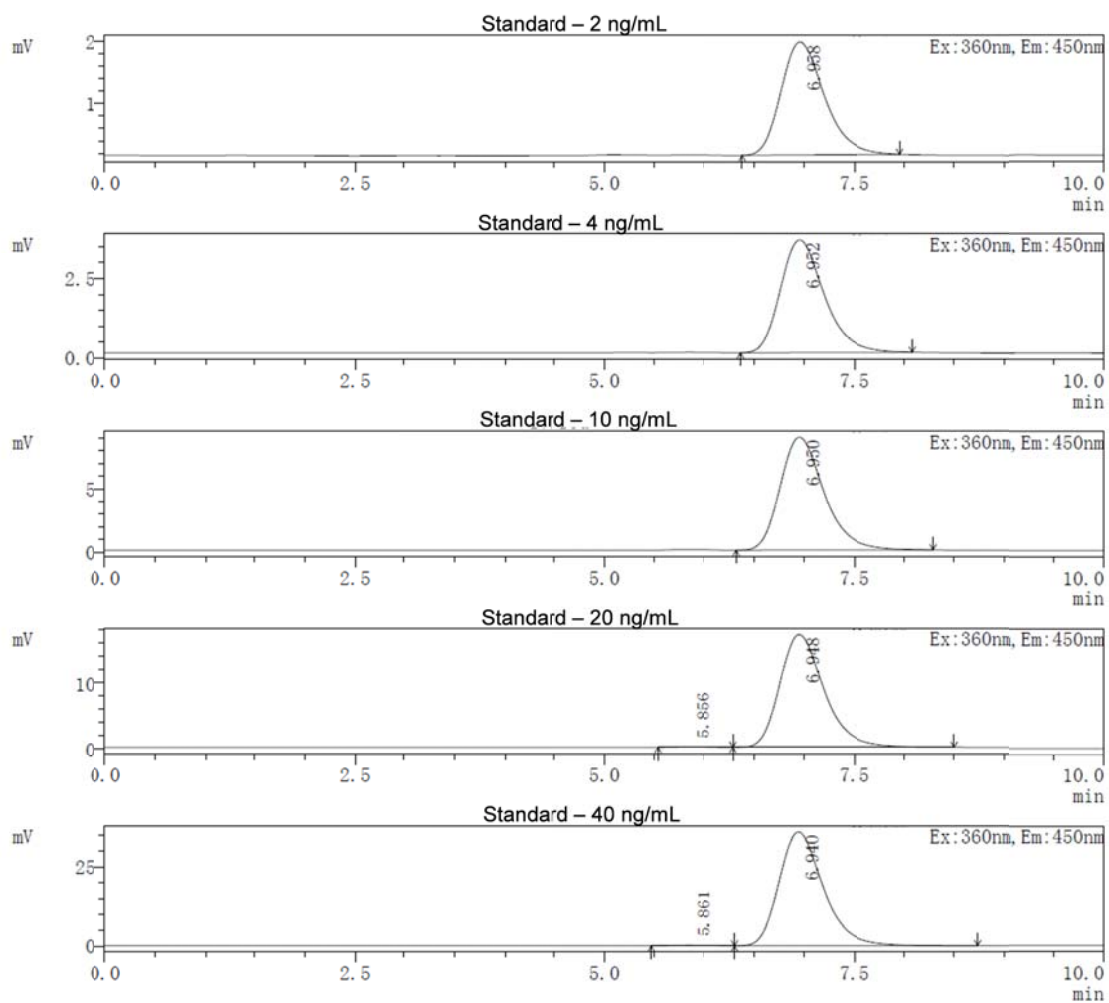 Standard – 2 ng/mL
mV
Ex:360nm, Em:450nm
2
6.958
1
0.0 2.5 5.0 7.5 10.0
min
Standard – 4 ng/mL
mV
Ex:360nm, Em:450nm
6.952
2.5
0.0
0.0 2.5 5.0 7.5 10.0
min
Standard – 10 ng/mL
mV
Ex:360nm, Em:450nm
6.950
5
0
0.0 2.5 5.0 7.5 10.0
min
Standard – 20 ng/mL
mV
Ex:360nm, Em:450nm
6.948
10
5.856
0
0.0 2.5 5.0 7.5 10.0
min
Standard – 40 ng/mL
mV
Ex:360nm, Em:450nm
6.940
25
5.861
0
0.0 2.5 5.0 7.5 10.0
min